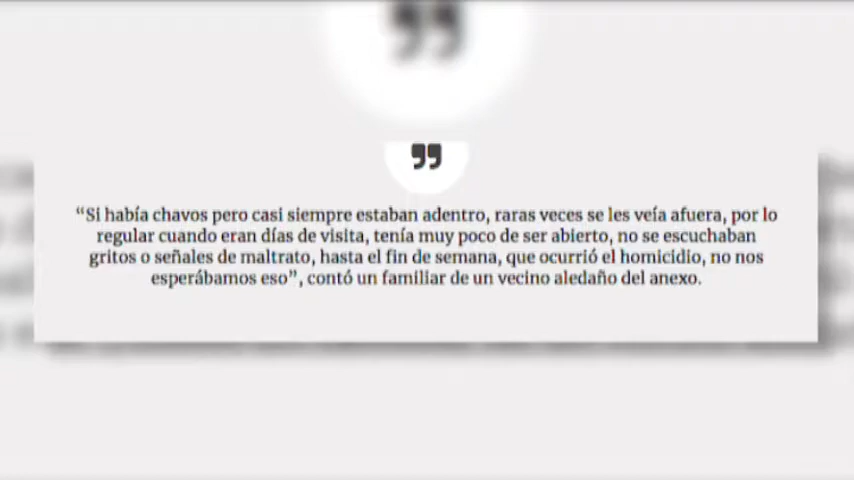 ”
”
“Si había chavos pero casi siempre estaban adentro, raras veces se les veía afuera, por lo
regular cuando eran días de visita, tenía muy poco de ser abierto, no se escuchaban
gritos o señales de maltrato, hasta el fin de semana, que ocurrió el homicidio, no nos
esperábamos eso”, contó un familiar de un vecino aledaño del anexo.